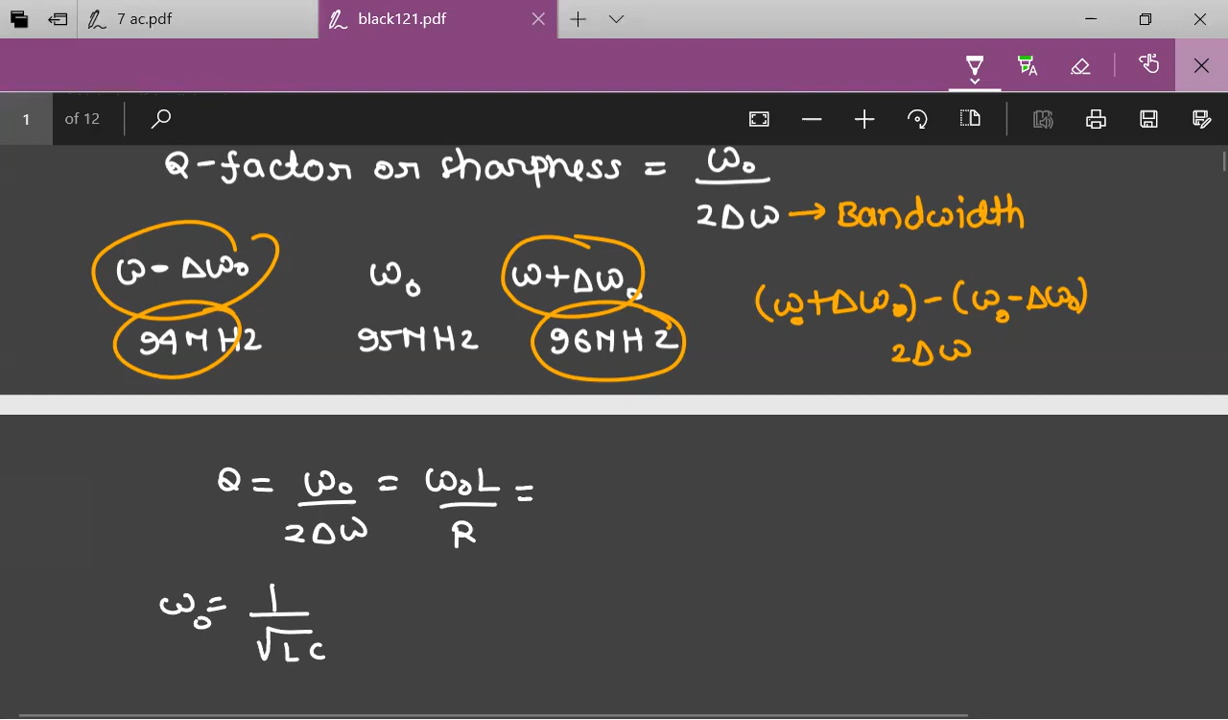 7 ac.pdf
black121.pdf
1 of 12
Q-factor or sharpness = ω₀ / 2Δω → Bandwidth
ω-Δω₀ ω₀ ω+Δω₀ (ω₀+Δω₀)-(ω₀-Δω₀)
94MHz 95MHz 96MHz 2Δω
Q = ω₀ / 2Δω = ω₀L / R =
ω₀ = 1 / √LC